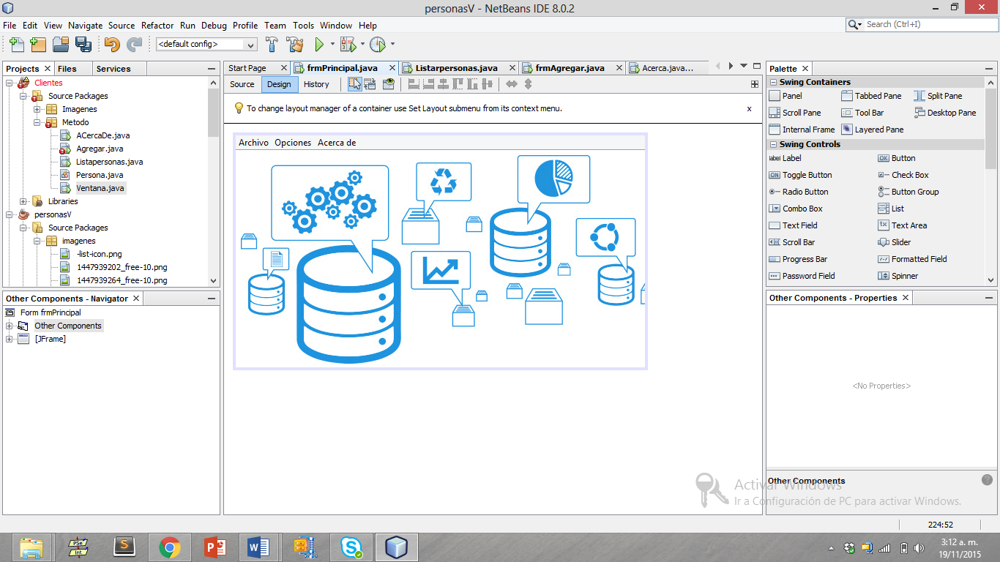 personasV - NetBeans IDE 8.0.2
File Edit View Navigate Source Refactor Run Debug Profile Team Tools Window Help
Search (Ctrl+I)
<default config>
Projects Files Services
Clientes
Source Packages
Imagenes
Metodo
ACercaDe.java
Agregar.java
Listapersonas.java
Persona.java
Ventana.java
Libraries
personasV
Source Packages
imagenes
-list-icon.png
1447939202_free-10.png
1447939264_free-10.png
Other Components - Navigator
Form frmPrincipal
Other Components
[JFrame]
Start Page frmPrincipal.java Listarpersonas.java frmAgregar.java Acerca.java...
Source Design History
To change layout manager of a container use Set Layout submenu from its context menu.
x
Archivo Opciones Acerca de
Palette
Swing Containers
Panel Tabbed Pane Split Pane
Scroll Pane Tool Bar Desktop Pane
Internal Frame Layered Pane
Swing Controls
label Label OK Button
ON Toggle Button Check Box
Radio Button Button Group
Combo Box List
Text Field Text Area
Scroll Bar Slider
Progress Bar Formatted Field
Password Field Spinner
Other Components - Properties
<No Properties>
Other Components
Activar Windows
Ir a Configuración de PC para activar Windows.
224:52
PSe
Int
3:12 a. m.
19/11/2015